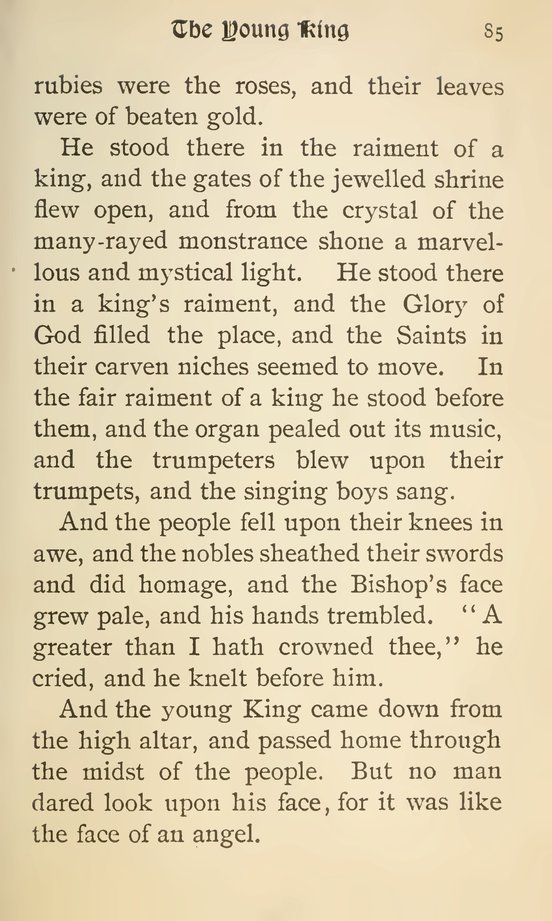 The Young King 85
rubies were the roses, and their leaves
were of beaten gold.
He stood there in the raiment of a
king, and the gates of the jewelled shrine
flew open, and from the crystal of the
many-rayed monstrance shone a marvel-
lous and mystical light. He stood there
in a king's raiment, and the Glory of
God filled the place, and the Saints in
their carven niches seemed to move. In
the fair raiment of a king he stood before
them, and the organ pealed out its music,
and the trumpeters blew upon their
trumpets, and the singing boys sang.
And the people fell upon their knees in
awe, and the nobles sheathed their swords
and did homage, and the Bishop's face
grew pale, and his hands trembled. "A
greater than I hath crowned thee," he
cried, and he knelt before him.
And the young King came down from
the high altar, and passed home through
the midst of the people. But no man
dared look upon his face, for it was like
the face of an angel.